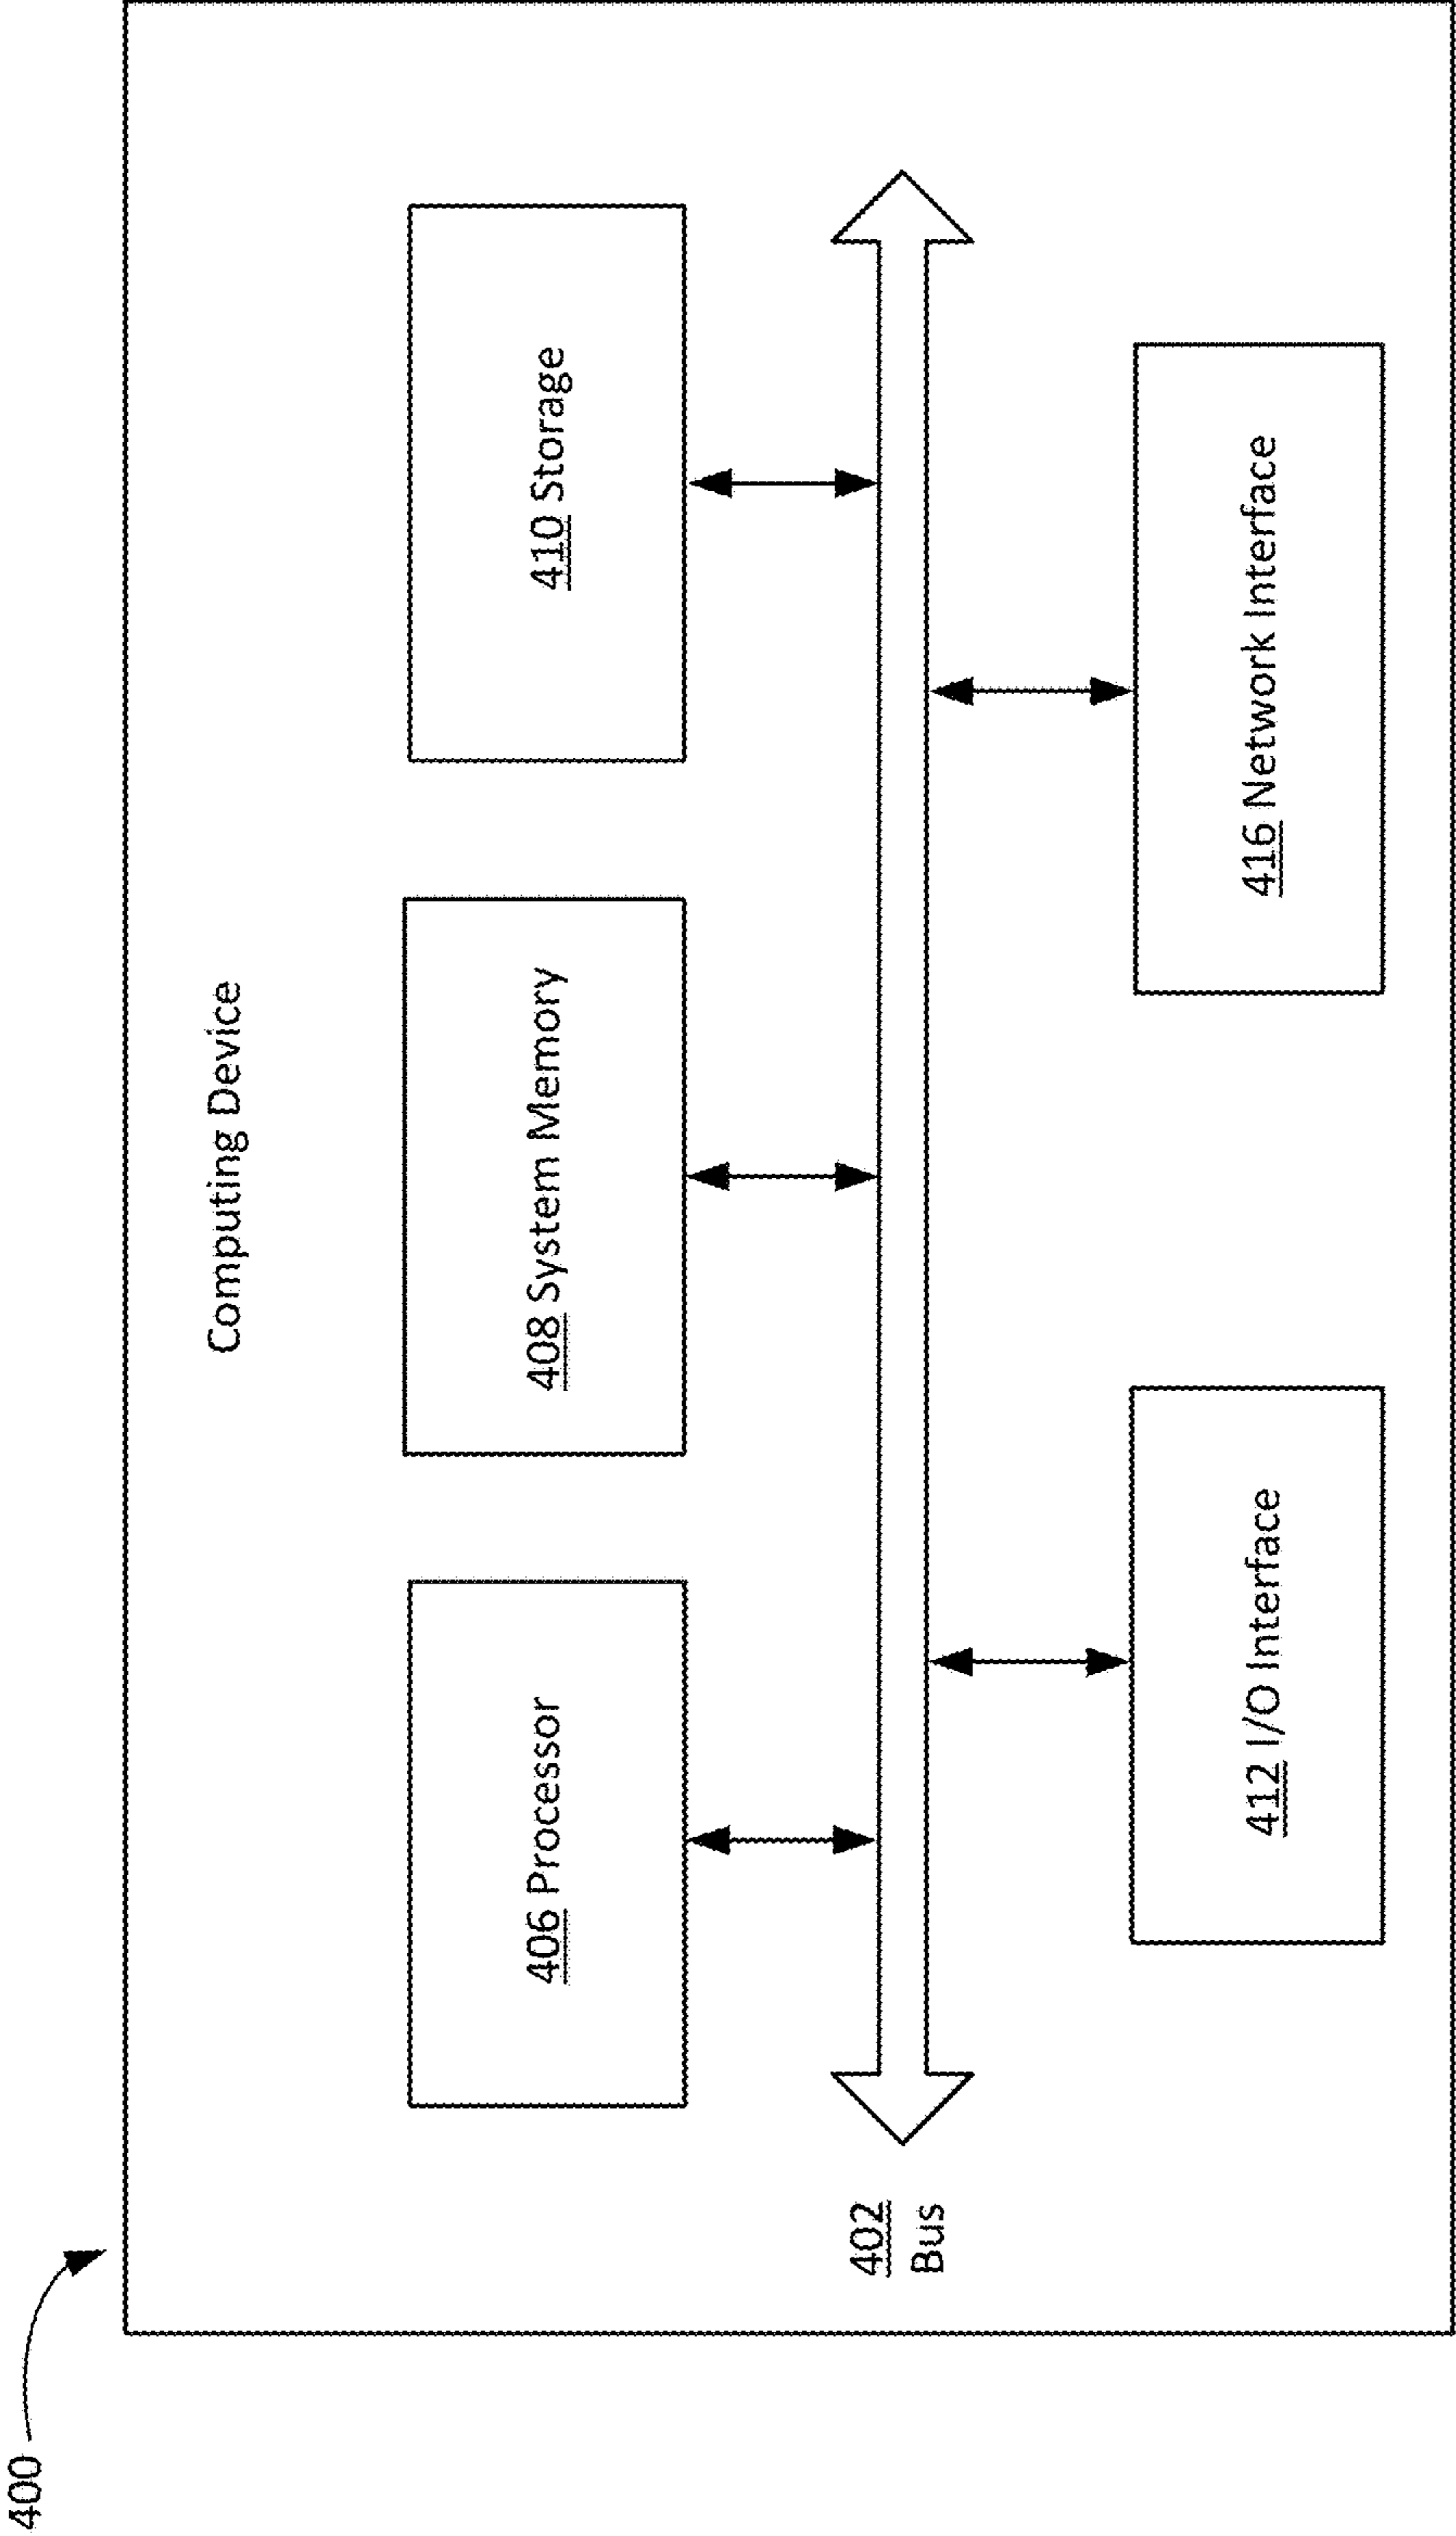 400
Computing Device
406 Processor
408 System Memory
410 Storage
402
Bus
412 I/O Interface
416 Network Interface